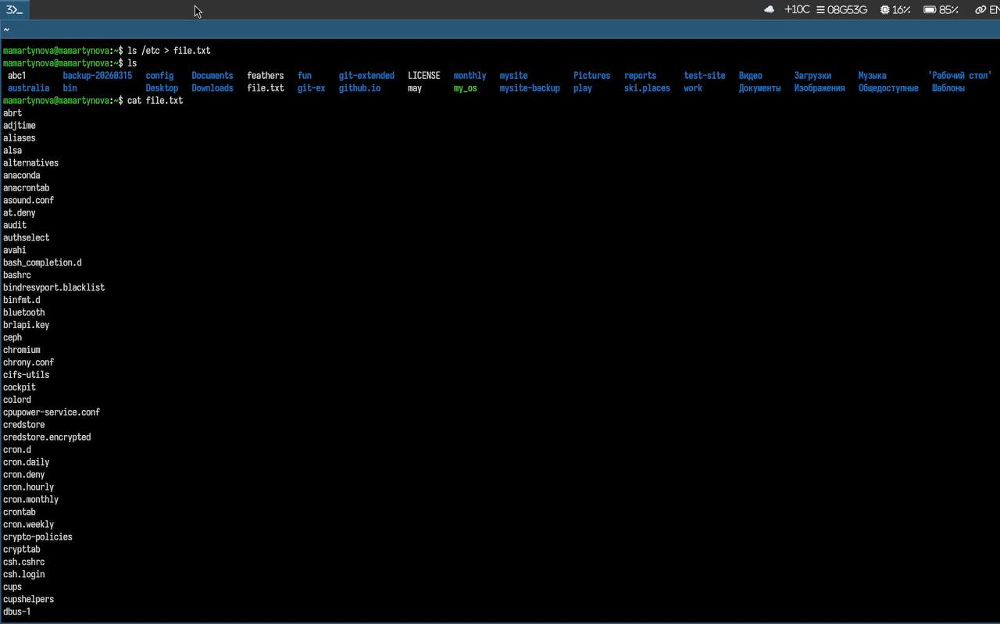 3>_ +10C 08G53G 16% 85% EN
~
mamartynova@mamartynova:~$ ls /etc > file.txt
mamartynova@mamartynova:~$ ls
abc1 backup-20260315 config Documents feathers fun git-extended LICENSE monthly mysite Pictures reports test-site Видео Загрузки Музыка 'Рабочий стол'
australia bin Desktop Downloads file.txt git-ex github.io may my_os mysite-backup play ski.places work Документы Изображения Общедоступные Шаблоны
mamartynova@mamartynova:~$ cat file.txt
abrt
adjtime
aliases
alsa
alternatives
anaconda
anacrontab
asound.conf
at.deny
audit
authselect
avahi
bash_completion.d
bashrc
bindresvport.blacklist
binfmt.d
bluetooth
brlapi.key
ceph
chromium
chrony.conf
cifs-utils
cockpit
colord
cpupower-service.conf
credstore
credstore.encrypted
cron.d
cron.daily
cron.deny
cron.hourly
cron.monthly
crontab
cron.weekly
crypto-policies
crypttab
csh.cshrc
csh.login
cups
cupshelpers
dbus-1